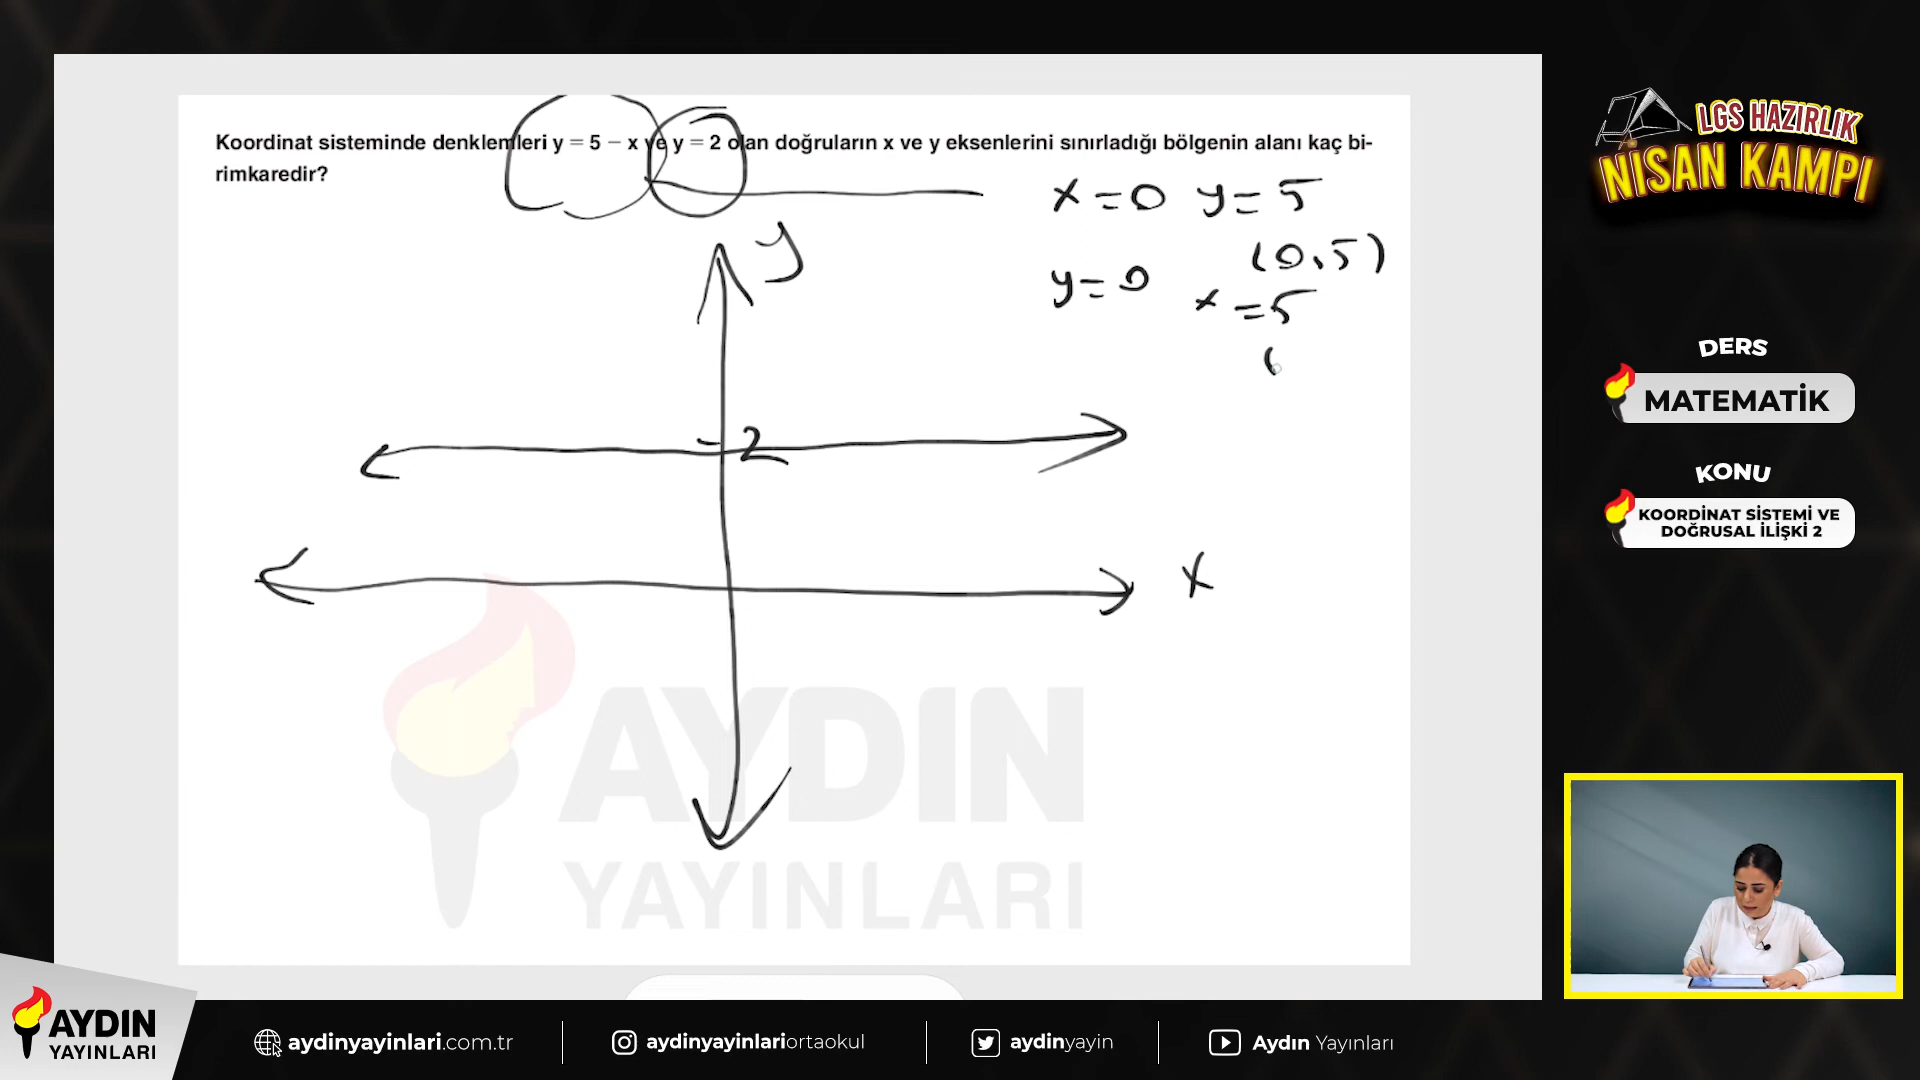 Koordinat sisteminde denklemleri y = 5 − x ve y = 2 olan doğruların x ve y eksenlerini sınırladığı bölgenin alanı kaç bi-
rimkaredir?
x = 0 y = 5
(0,5)
y = 0 x = 5
(
y
2
x
AYDIN
YAYINLARI
LGS HAZIRLIK
NİSAN KAMPI
DERS
MATEMATİK
KONU
KOORDİNAT SİSTEMİ VE
DOĞRUSAL İLİŞKİ 2
AYDIN
YAYINLARI
aydinyayinlari.com.tr
aydinyayinlariortaokul
aydinyayin
Aydın Yayınları